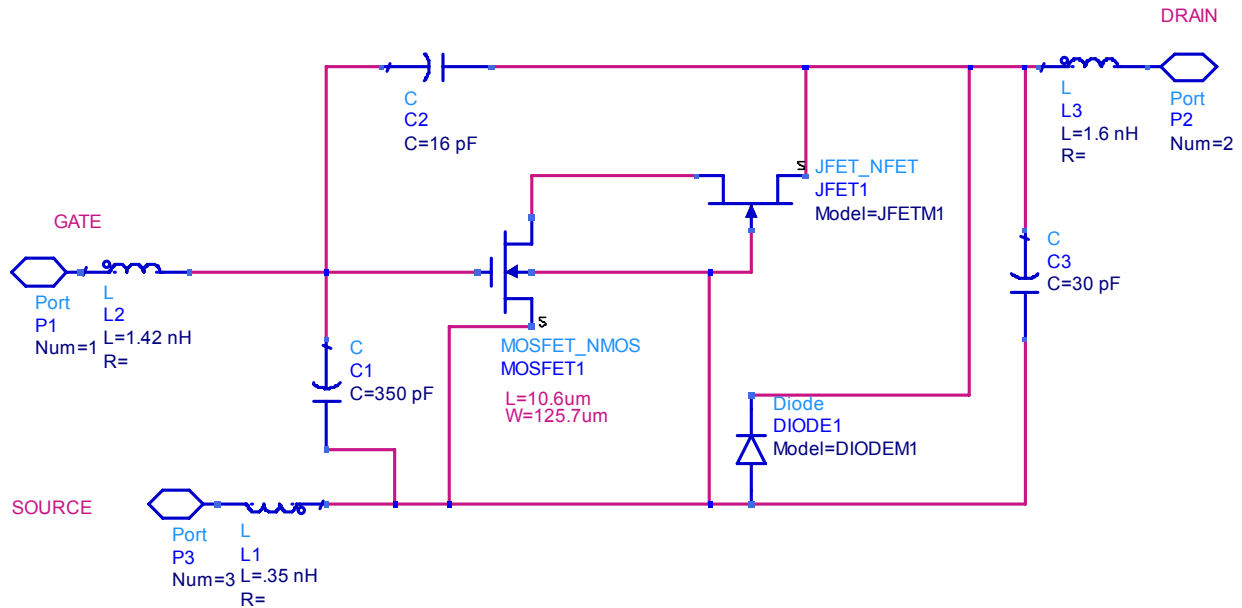 DRAIN
C
C2
C=16 pF
L
L3
L=1.6 nH
R=
Port
P2
Num=2
S
JFET_NFET
JFET1
Model=JFETM1
GATE
Port
P1
Num=1
L
L2
L=1.42 nH
R=
C
C3
C=30 pF
S
MOSFET_NMOS
MOSFET1
L=10.6um
W=125.7um
C
C1
C=350 pF
Diode
DIODE1
Model=DIODEM1
SOURCE
Port
P3
Num=3
L
L1
L=.35 nH
R=